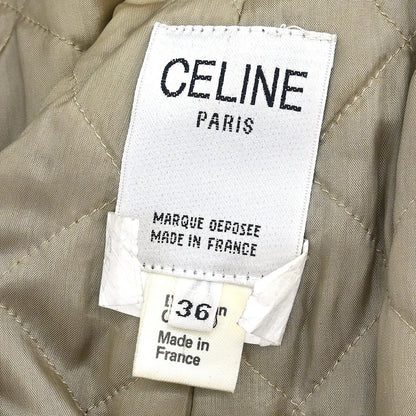 CELINE
PARIS
MARQUE DEPOSEE
MADE IN FRANCE
36
Made in
France